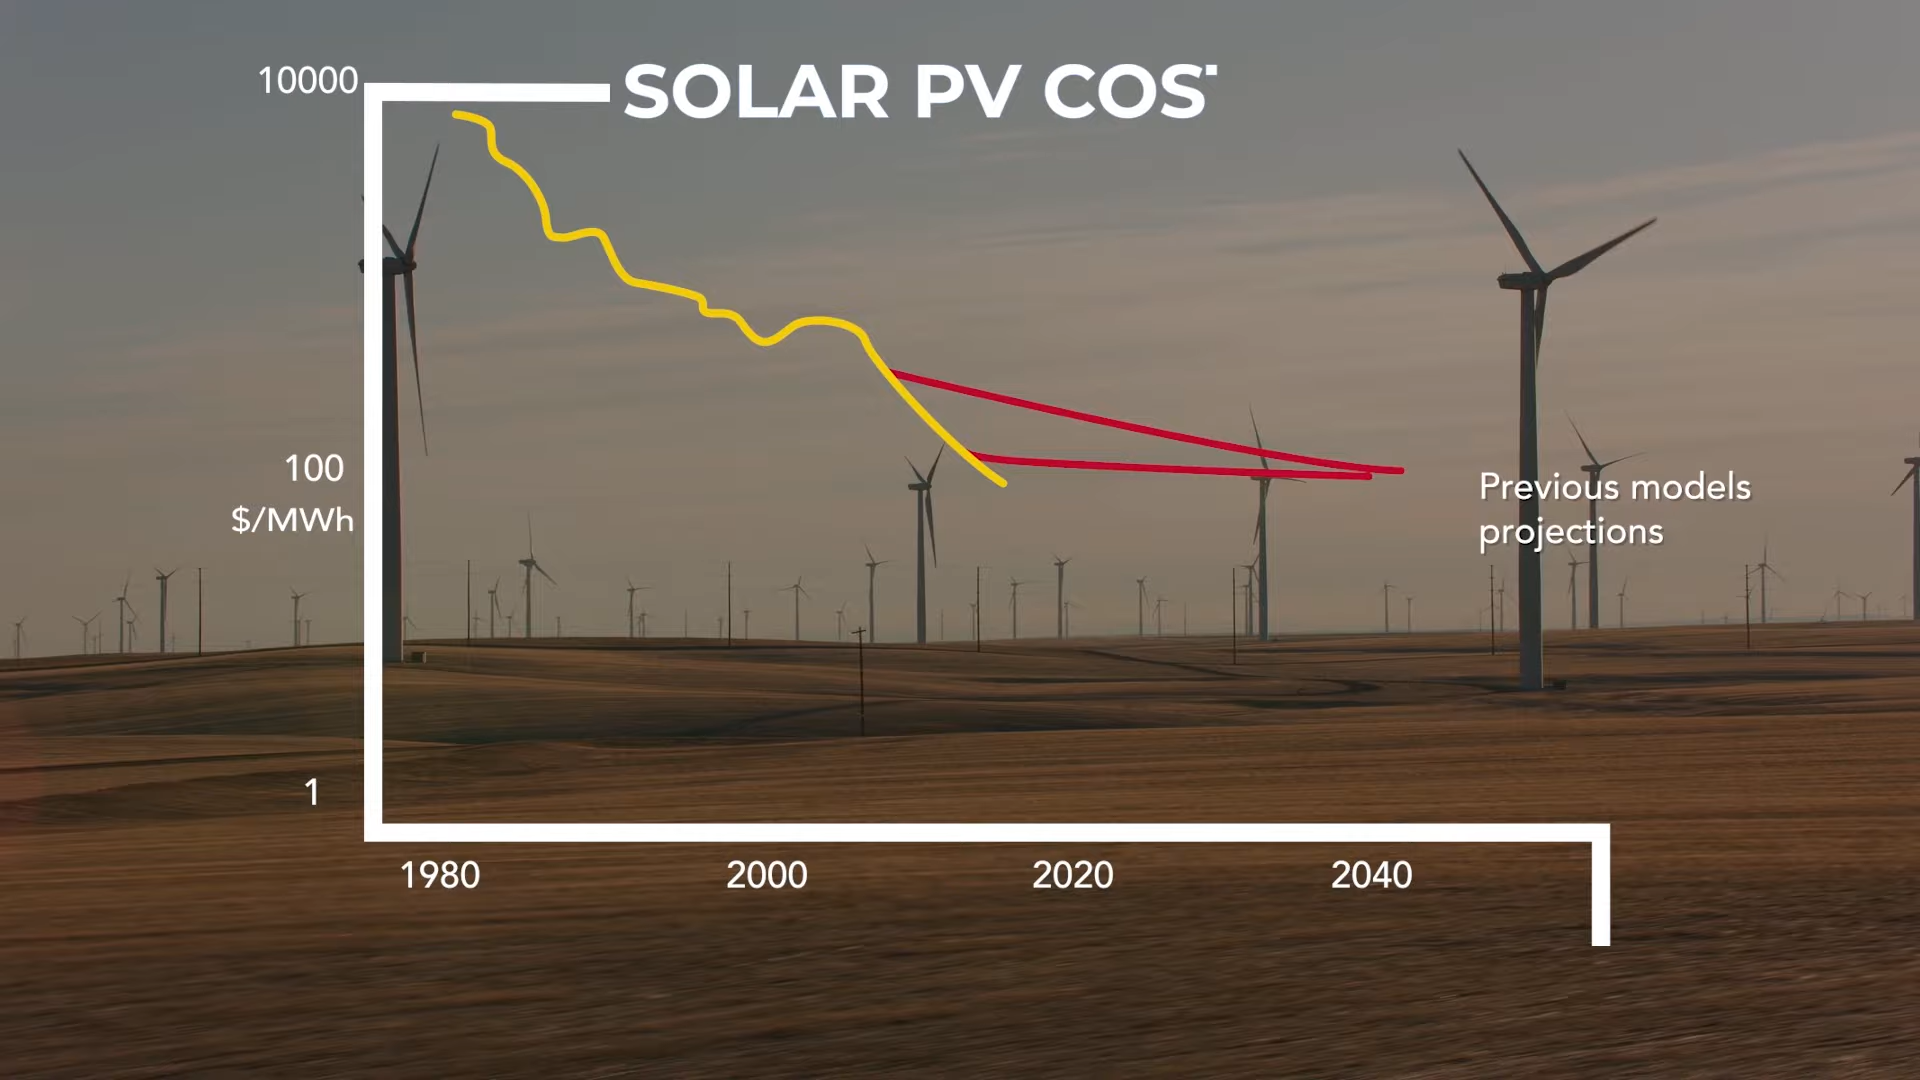 10000
SOLAR PV COS
100
$/MWh
Previous models
projections
1
1980 2000 2020 2040